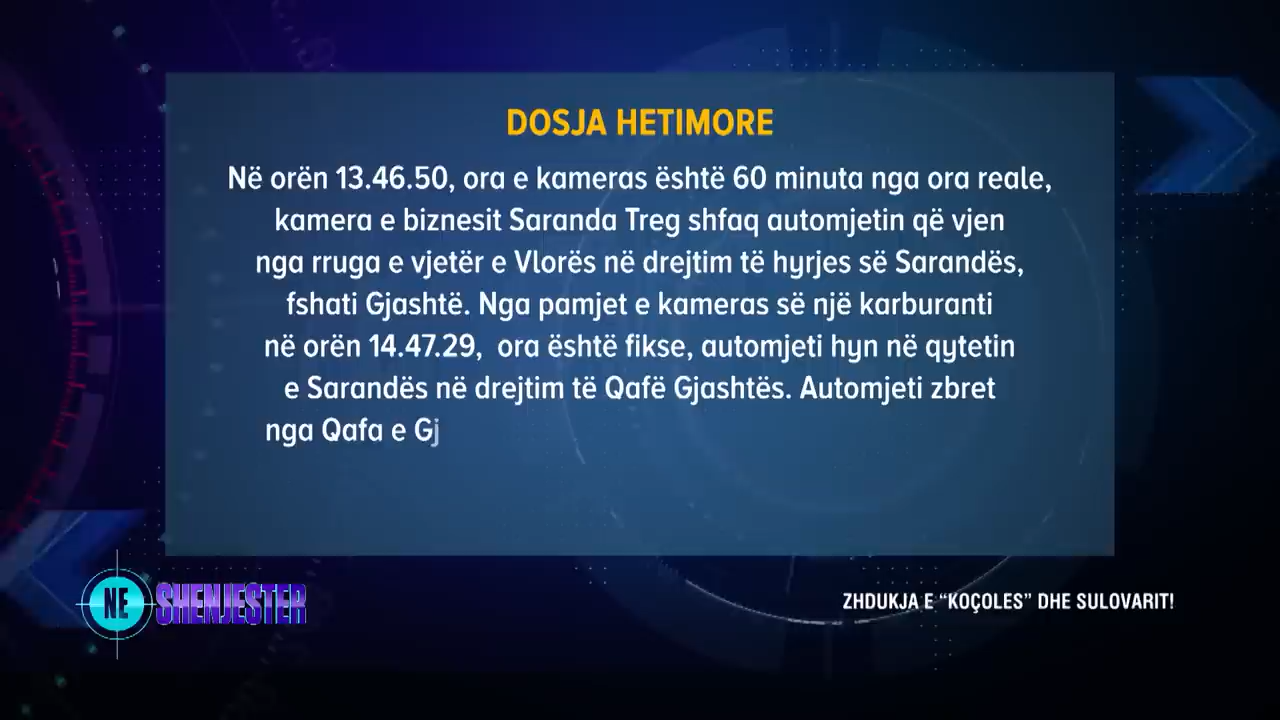 DOSJA HETIMORE
Në orën 13.46.50, ora e kameras është 60 minuta nga ora reale,
kamera e biznesit Saranda Treg shfaq automjetin që vjen
nga rruga e vjetër e Vlorës në drejtim të hyrjes së Sarandës,
fshati Gjashtë. Nga pamjet e kameras së një karburanti
në orën 14.47.29,  ora është fikse, automjeti hyn në qytetin
e Sarandës në drejtim të Qafë Gjashtës. Automjeti zbret
nga Qafa e Gj
NE SHENJESTER
ZHDUKJA E “KOÇOLES” DHE SULOVARIT!